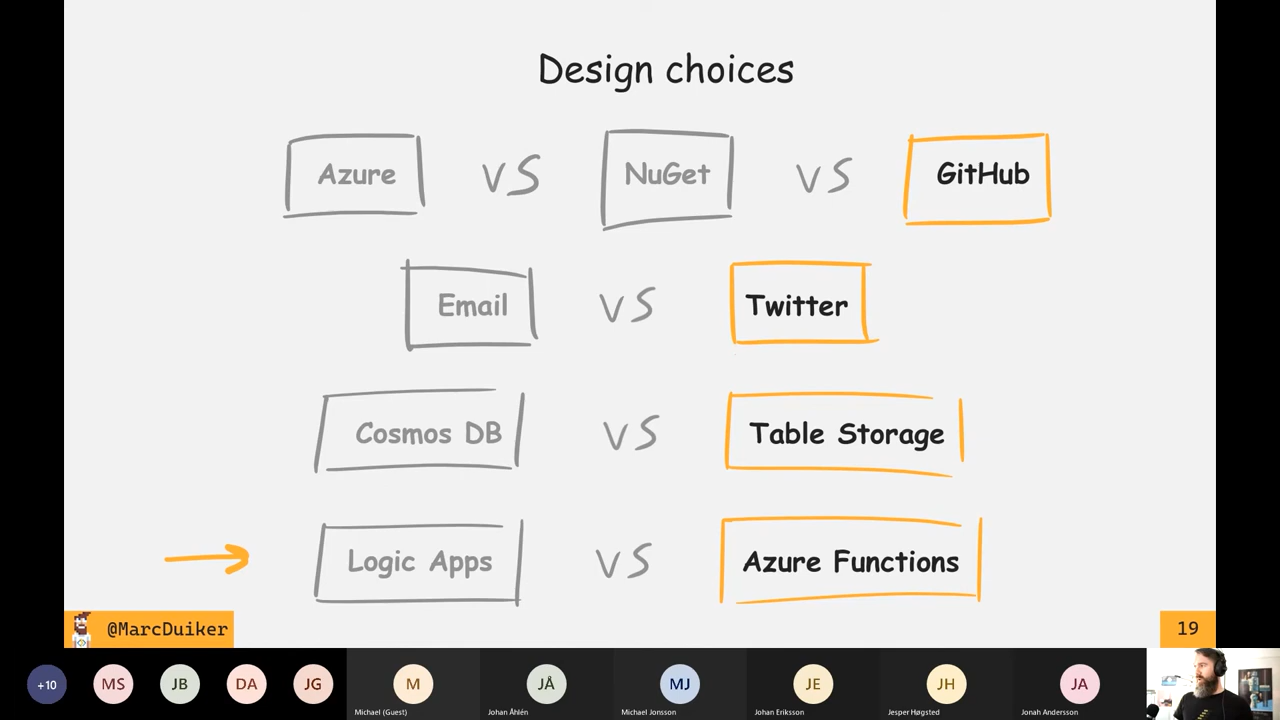 Design choices
Azure VS NuGet VS GitHub
Email VS Twitter
Cosmos DB VS Table Storage
Logic Apps VS Azure Functions
@MarcDuiker
19
+10 MS JB DA JG M JÅ MJ JE JH JA
Michael (Guest) Johan Åhlén Michael Jonsson Johan Eriksson Jesper Høgsted Jonah Andersson